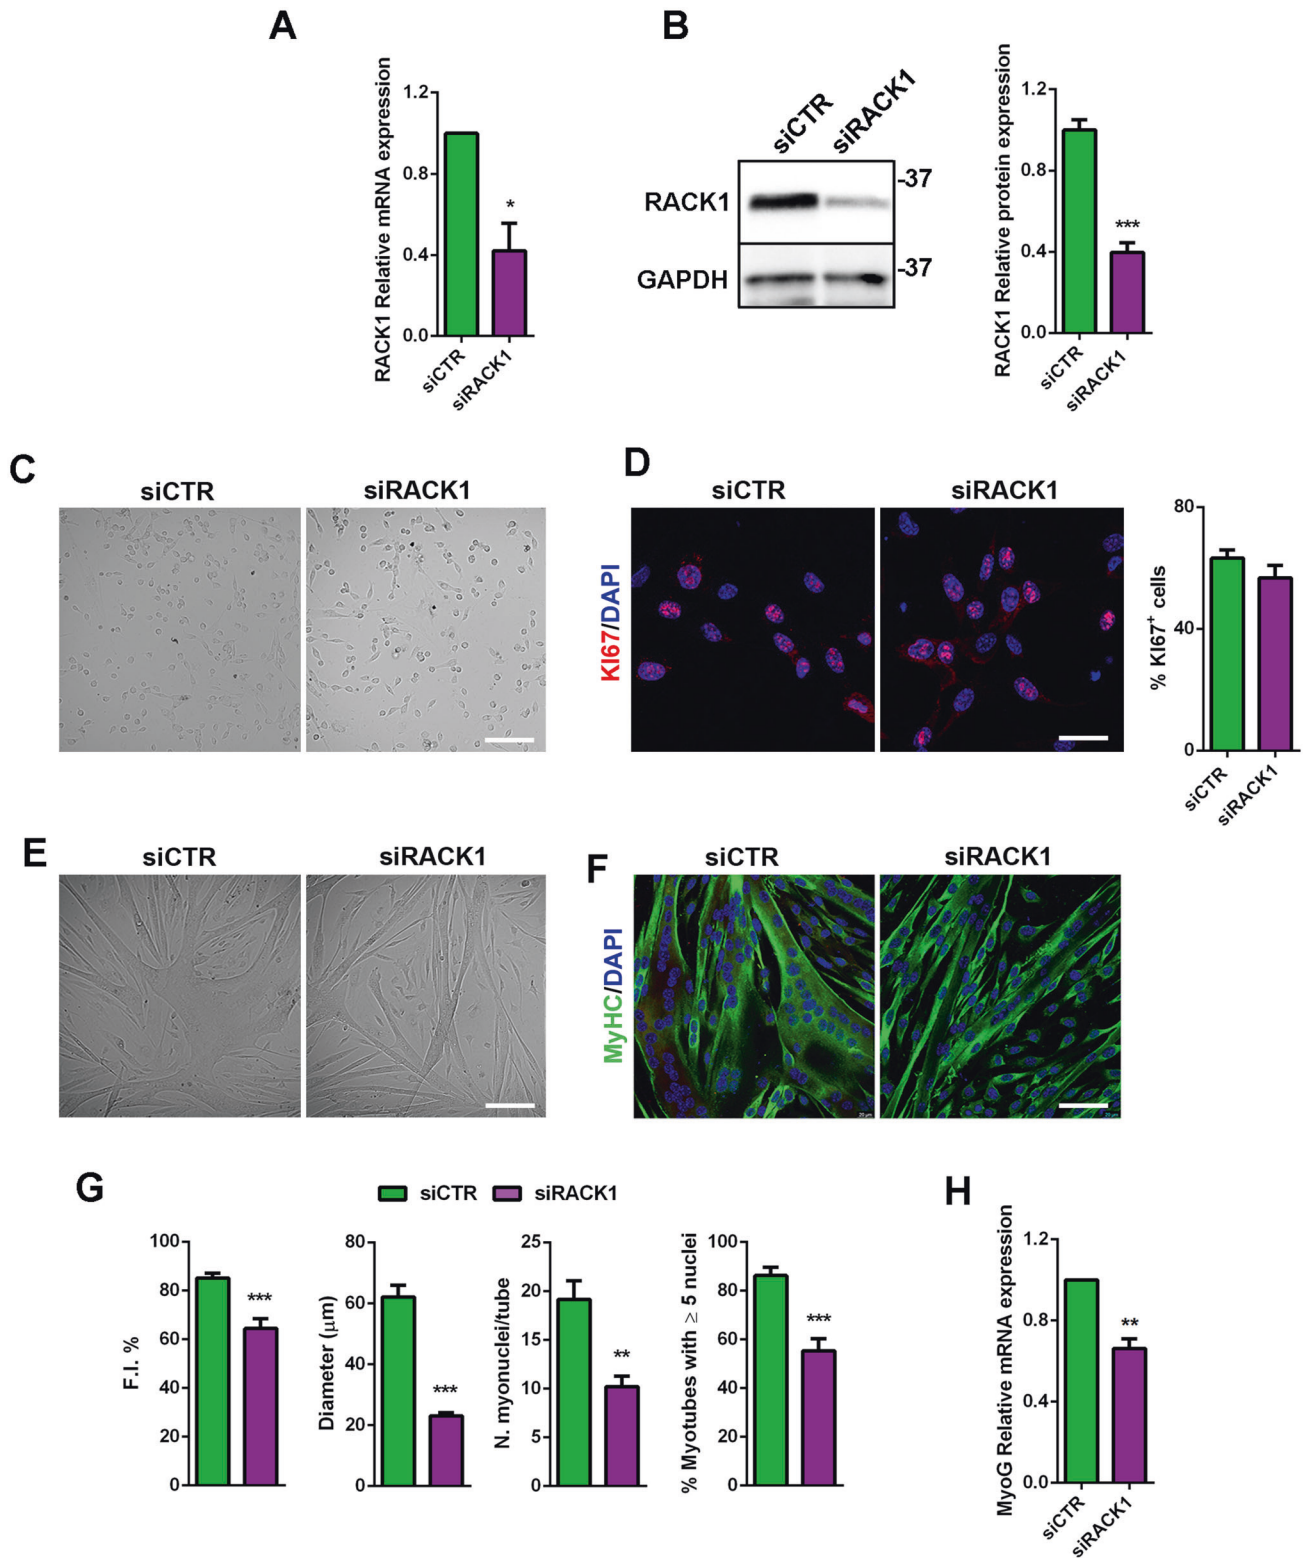 A
RACK1 Relative mRNA expression
1.2
0.8
0.4
0.0
*
siCTR
siRACK1
B
siCTR
siRACK1
RACK1
GAPDH
-37
-37
RACK1 Relative protein expression
1.2
0.8
0.4
0.0
***
siCTR
siRACK1
C
siCTR
siRACK1
D
siCTR
siRACK1
KI67/DAPI
% KI67+ cells
80
40
0
siCTR
siRACK1
E
siCTR
siRACK1
F
siCTR
siRACK1
MyHC/DAPI
20 µm
20 µm
G
siCTR
siRACK1
F.I. %
100
80
60
40
20
0
***
Diameter (μm)
80
60
40
20
0
***
N. myonuclei/tube
25
20
15
10
5
0
**
% Myotubes with ≥ 5 nuclei
100
80
60
40
20
0
***
H
MyoG Relative mRNA expression
1.2
0.8
0.4
0.0
**
siCTR
siRACK1